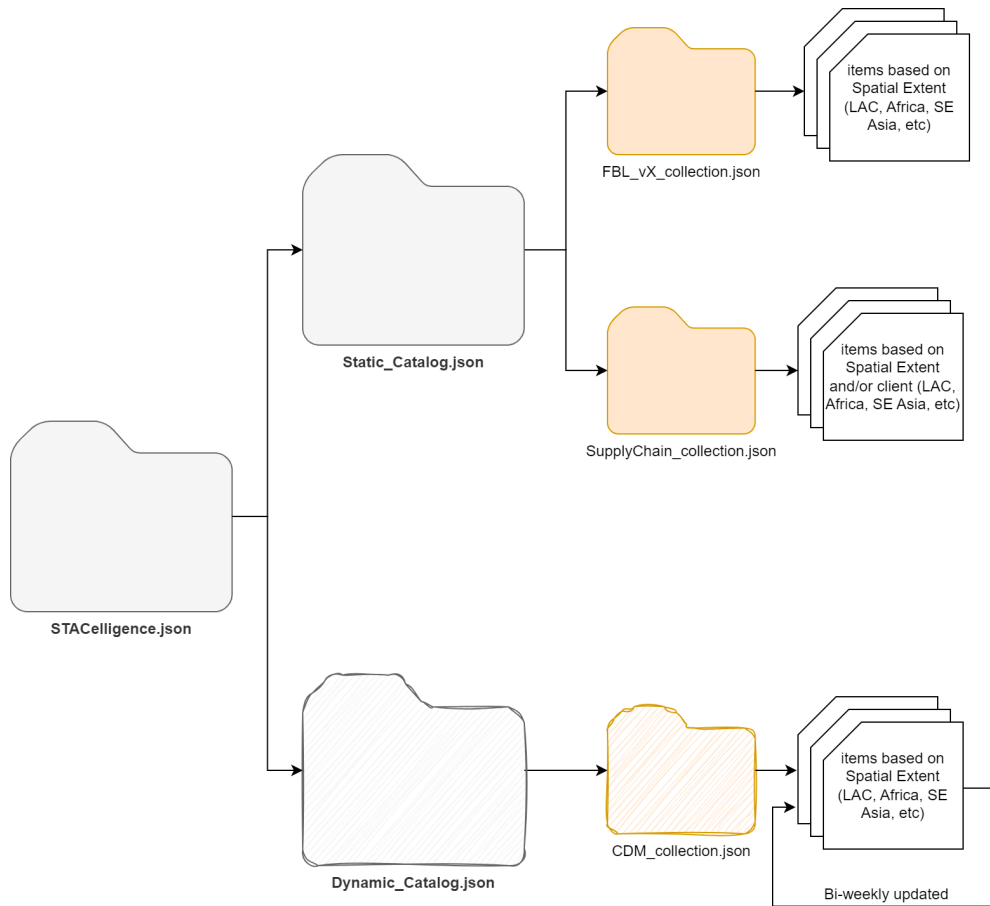 items based on
Spatial Extent
(LAC, Africa, SE
Asia, etc)
FBL_vX_collection.json
items based on
Spatial Extent
and/or client (LAC,
Africa, SE Asia, etc)
Static_Catalog.json
SupplyChain_collection.json
STACelligence.json
items based on
Spatial Extent
(LAC, Africa, SE
Asia, etc)
CDM_collection.json
Dynamic_Catalog.json
Bi-weekly updated